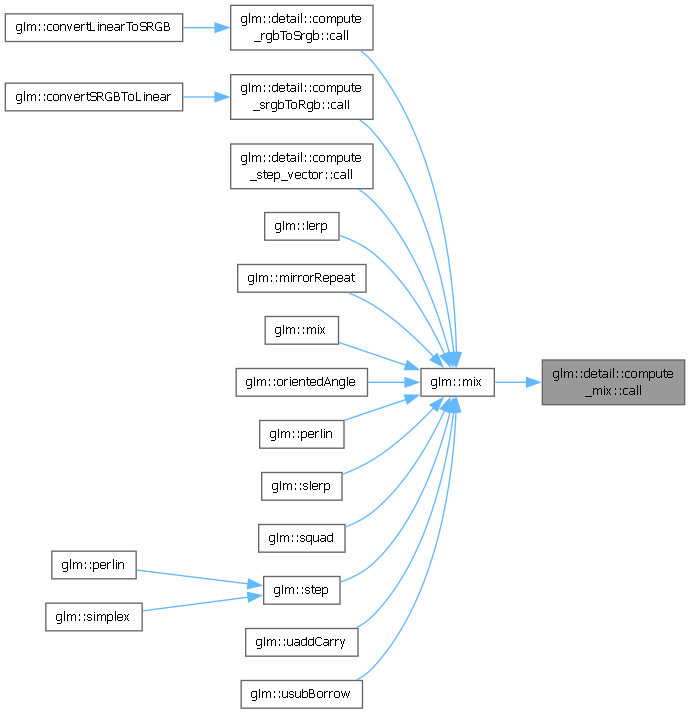 glm::convertLinearToSRGB
glm::detail::compute
_rgbToSrgb::call
glm::convertSRGBToLinear
glm::detail::compute
_srgbToRgb::call
glm::detail::compute
_step_vector::call
glm::lerp
glm::mirrorRepeat
glm::mix
glm::orientedAngle
glm::mix
glm::detail::compute
_mix::call
glm::perlin
glm::slerp
glm::squad
glm::perlin
glm::step
glm::simplex
glm::uaddCarry
glm::usubBorrow